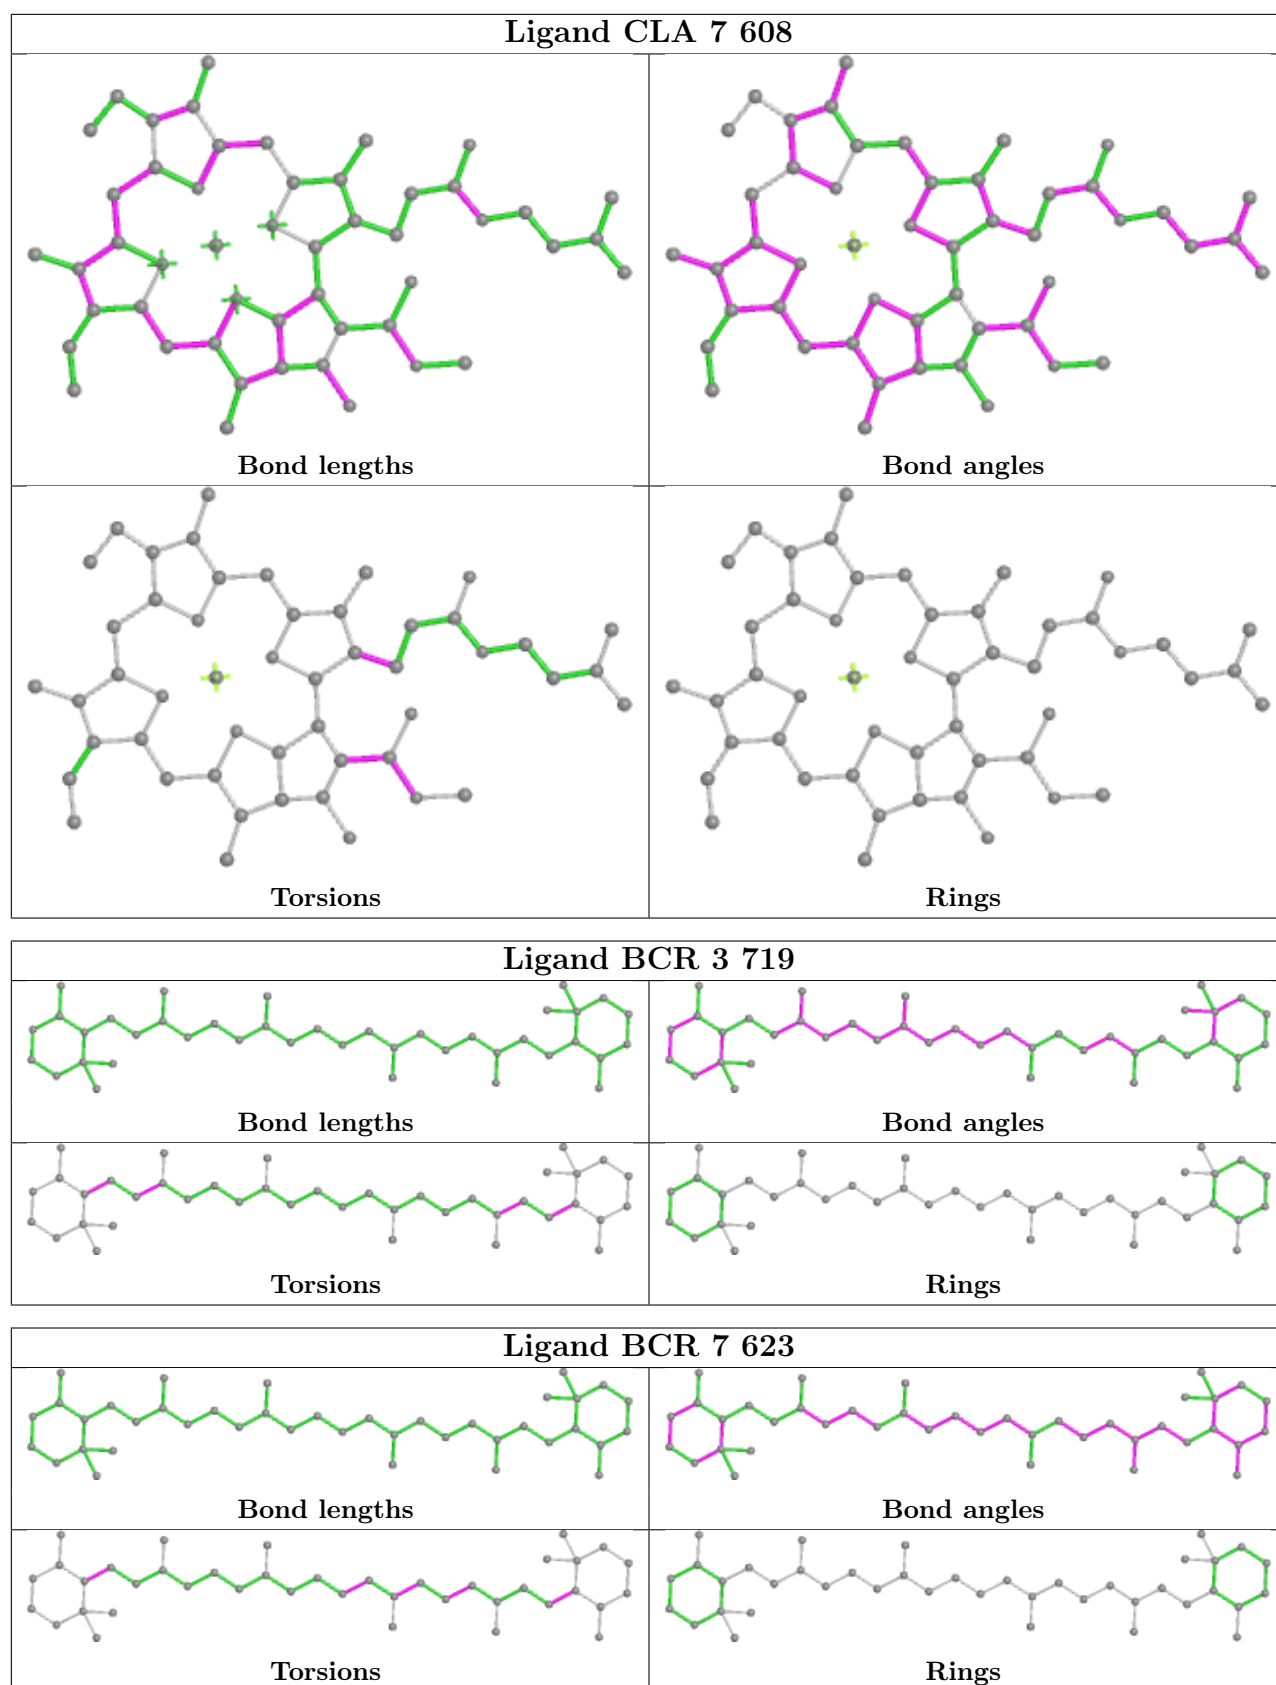 Ligand CLA 7 608
Bond lengths
Bond angles
Torsions
Rings
Ligand BCR 3 719
Bond lengths
Bond angles
Torsions
Rings
Ligand BCR 7 623
Bond lengths
Bond angles
Torsions
Rings